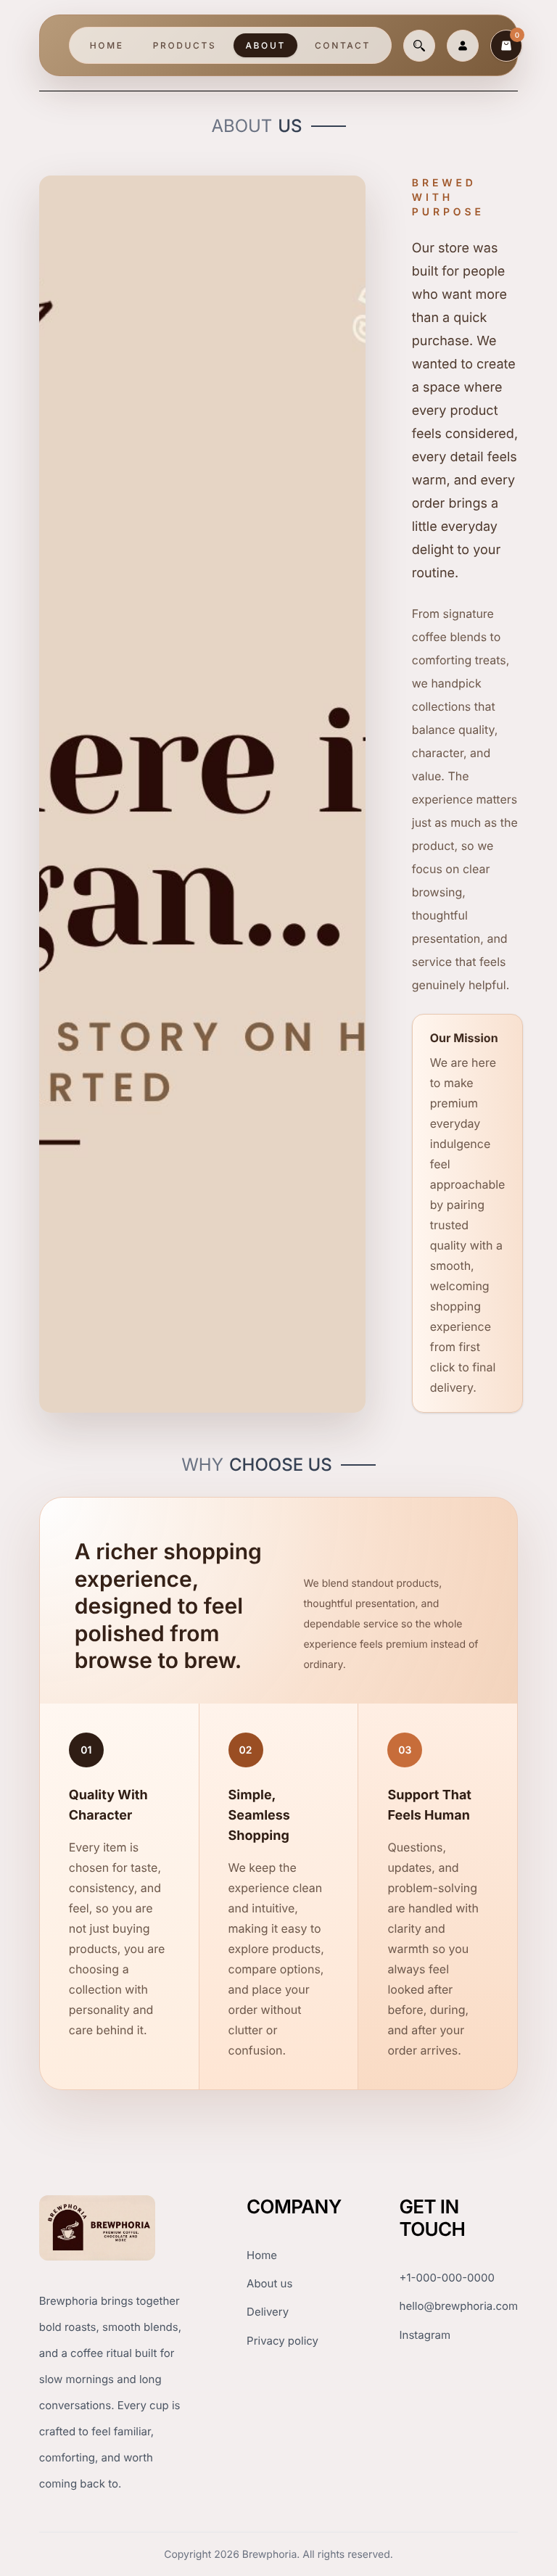 HOME PRODUCTS ABOUT CONTACT
0
ABOUT US
BREWED
WITH
PURPOSE
Our store was
built for people
who want more
than a quick
purchase. We
wanted to create
a space where
every product
feels considered,
every detail feels
warm, and every
order brings a
little everyday
delight to your
routine.
From signature
coffee blends to
comforting treats,
we handpick
collections that
balance quality,
character, and
value. The
experience matters
just as much as the
product, so we
focus on clear
browsing,
thoughtful
presentation, and
service that feels
genuinely helpful.
Our Mission
We are here
to make
premium
everyday
indulgence
feel
approachable
by pairing
trusted
quality with a
smooth,
welcoming
shopping
experience
from first
click to final
delivery.
ere i
gan...
STORY ON H
RTED
WHY CHOOSE US
A richer shopping
experience,
designed to feel
polished from
browse to brew.
We blend standout products,
thoughtful presentation, and
dependable service so the whole
experience feels premium instead of
ordinary.
01
Quality With
Character
Every item is
chosen for taste,
consistency, and
feel, so you are
not just buying
products, you are
choosing a
collection with
personality and
care behind it.
02
Simple,
Seamless
Shopping
We keep the
experience clean
and intuitive,
making it easy to
explore products,
compare options,
and place your
order without
clutter or
confusion.
03
Support That
Feels Human
Questions,
updates, and
problem-solving
are handled with
clarity and
warmth so you
always feel
looked after
before, during,
and after your
order arrives.
BREWPHORIA
BREWPHORIA
PREMIUM COFFEE,
CHOCOLATE AND
MORE
Brewphoria brings together
bold roasts, smooth blends,
and a coffee ritual built for
slow mornings and long
conversations. Every cup is
crafted to feel familiar,
comforting, and worth
coming back to.
COMPANY
Home
About us
Delivery
Privacy policy
GET IN
TOUCH
+1-000-000-0000
hello@brewphoria.com
Instagram
Copyright 2026 Brewphoria. All rights reserved.